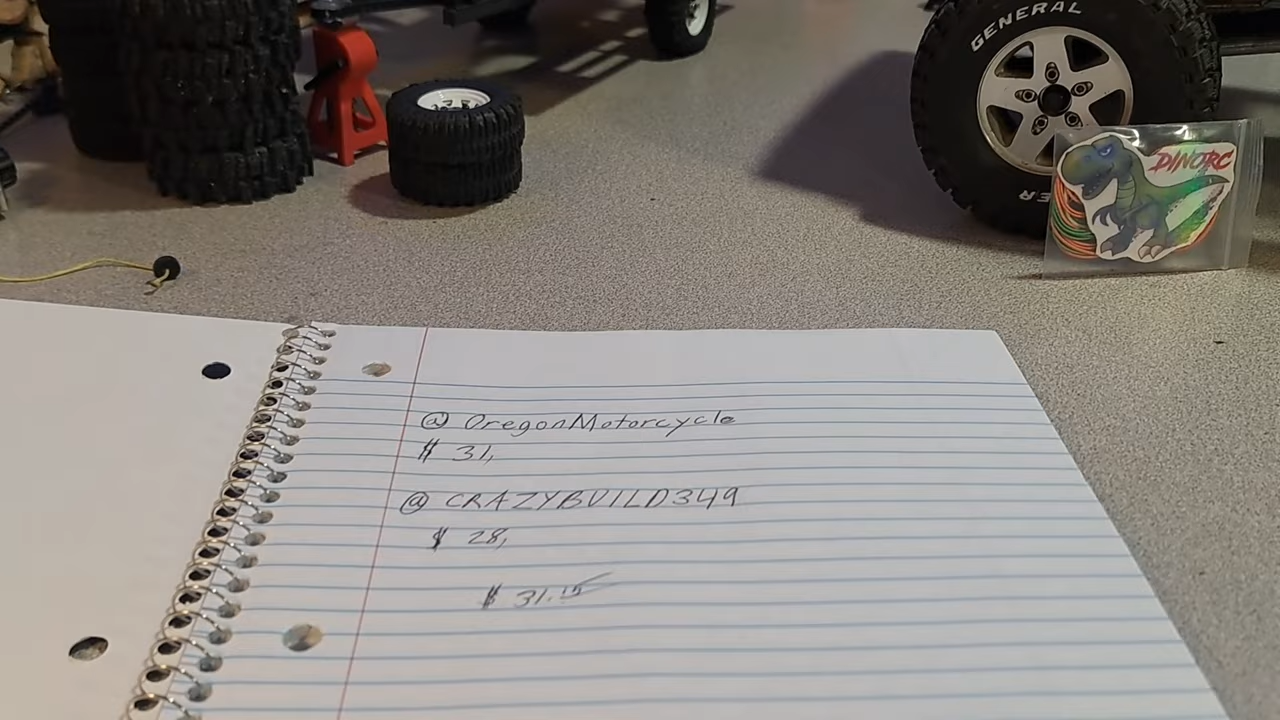 GENERAL
DINORC
@ OregonMotorcycle
$ 31,
@ CRAZYBUILD349
$ 28,
$ 31.15